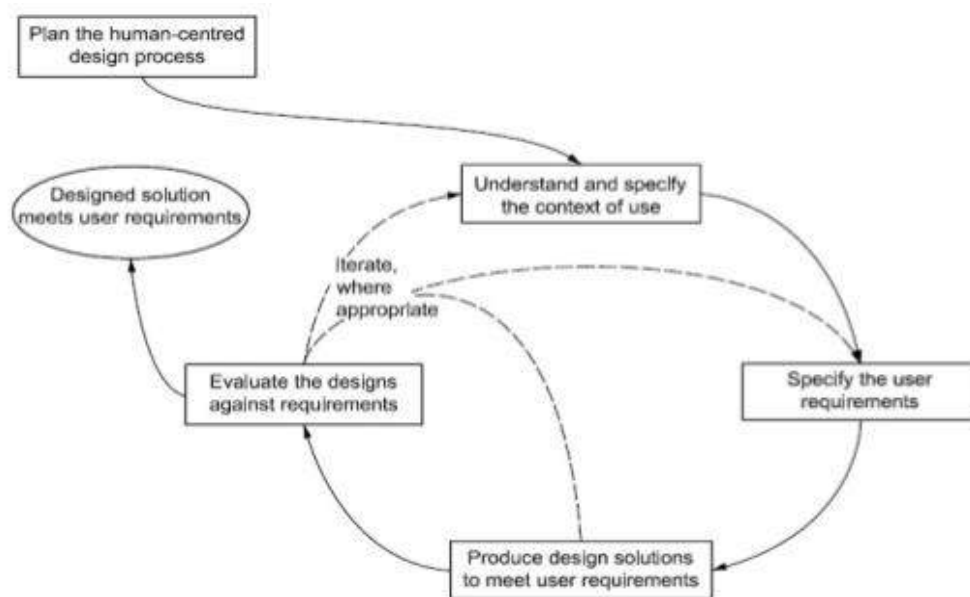 Plan the human-centred
design process
Understand and specify
the context of use
Designed solution
meets user requirements
Iterate,
where
appropriate
Evaluate the designs
against requirements
Specify the user
requirements
Produce design solutions
to meet user requirements